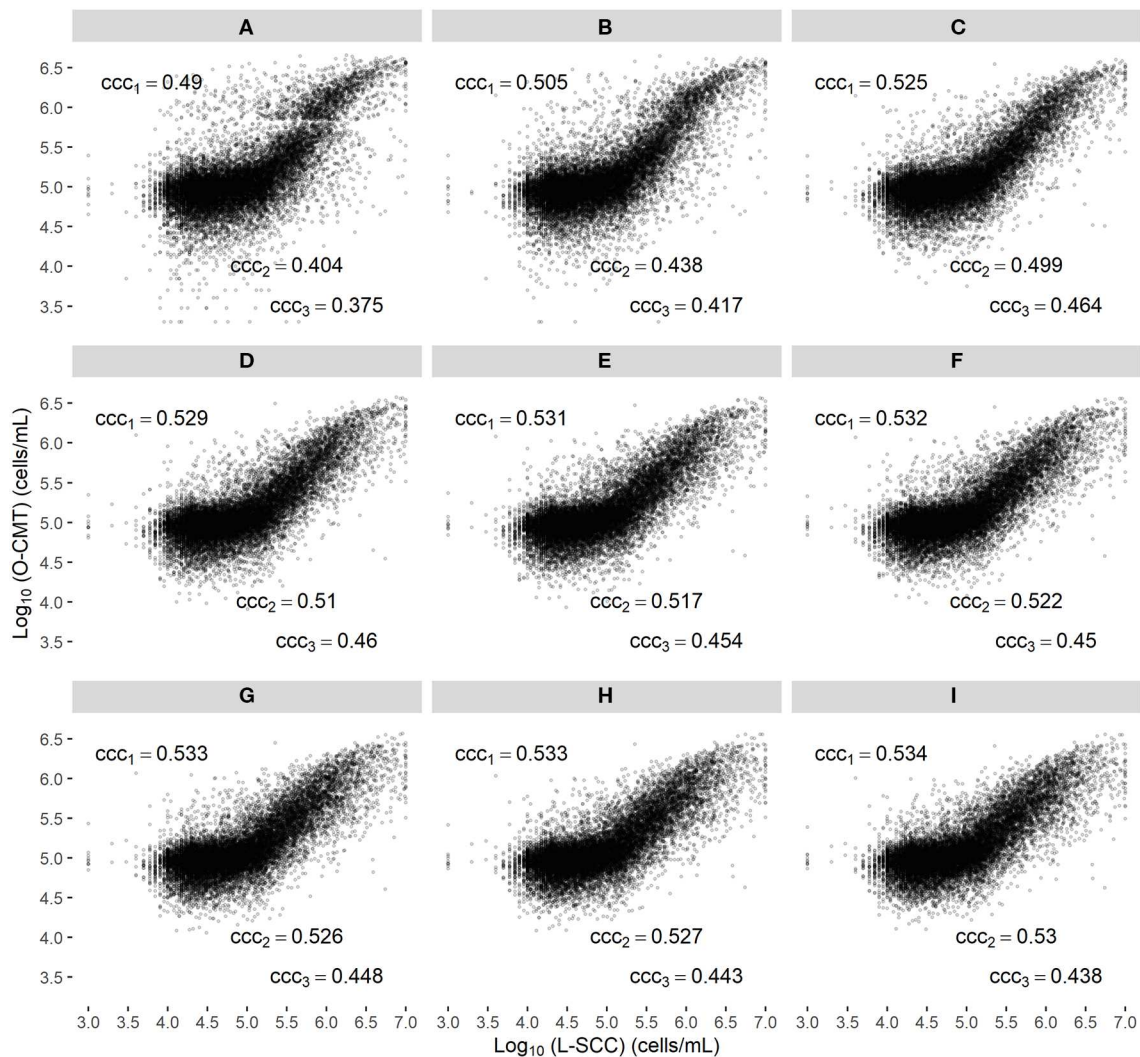 A B C
6.5
6.0
5.5
5.0
4.5
4.0
3.5
ccc₁ = 0.49
ccc₂ = 0.404
ccc₃ = 0.375
ccc₁ = 0.505
ccc₂ = 0.438
ccc₃ = 0.417
ccc₁ = 0.525
ccc₂ = 0.499
ccc₃ = 0.464
D E F
Log₁₀ (O-CMT) (cells/mL)
6.5
6.0
5.5
5.0
4.5
4.0
3.5
ccc₁ = 0.529
ccc₂ = 0.51
ccc₃ = 0.46
ccc₁ = 0.531
ccc₂ = 0.517
ccc₃ = 0.454
ccc₁ = 0.532
ccc₂ = 0.522
ccc₃ = 0.45
G H I
6.5
6.0
5.5
5.0
4.5
4.0
3.5
ccc₁ = 0.533
ccc₂ = 0.526
ccc₃ = 0.448
ccc₁ = 0.533
ccc₂ = 0.527
ccc₃ = 0.443
ccc₁ = 0.534
ccc₂ = 0.53
ccc₃ = 0.438
3.0 3.5 4.0 4.5 5.0 5.5 6.0 6.5 7.0 3.0 3.5 4.0 4.5 5.0 5.5 6.0 6.5 7.0 3.0 3.5 4.0 4.5 5.0 5.5 6.0 6.5 7.0
Log₁₀ (L-SCC) (cells/mL)